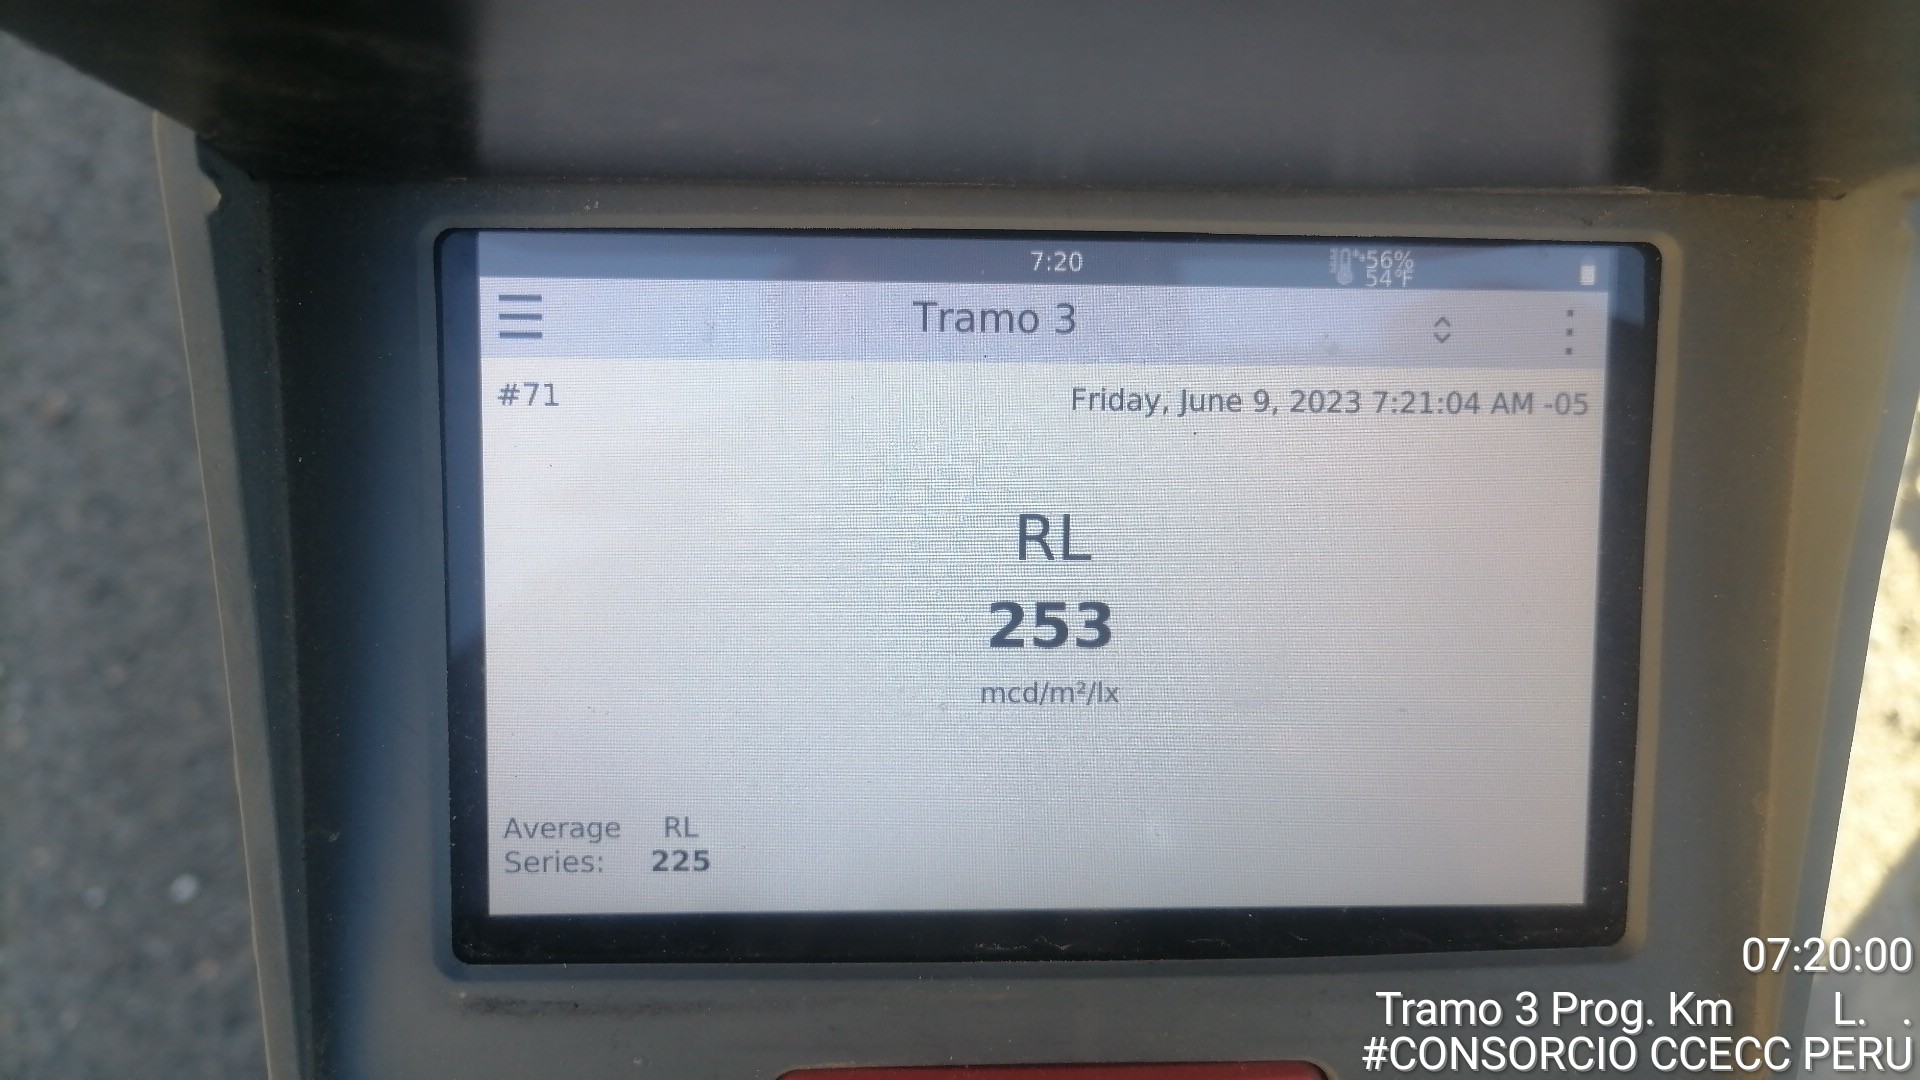 7:20
56%
54°F
Tramo 3
#71
Friday, June 9, 2023 7:21:04 AM -05
RL
253
mcd/m²/lx
Average RL
Series: 225
07:20:00
Tramo 3 Prog. Km L. .
#CONSORCIO CCECC PERU